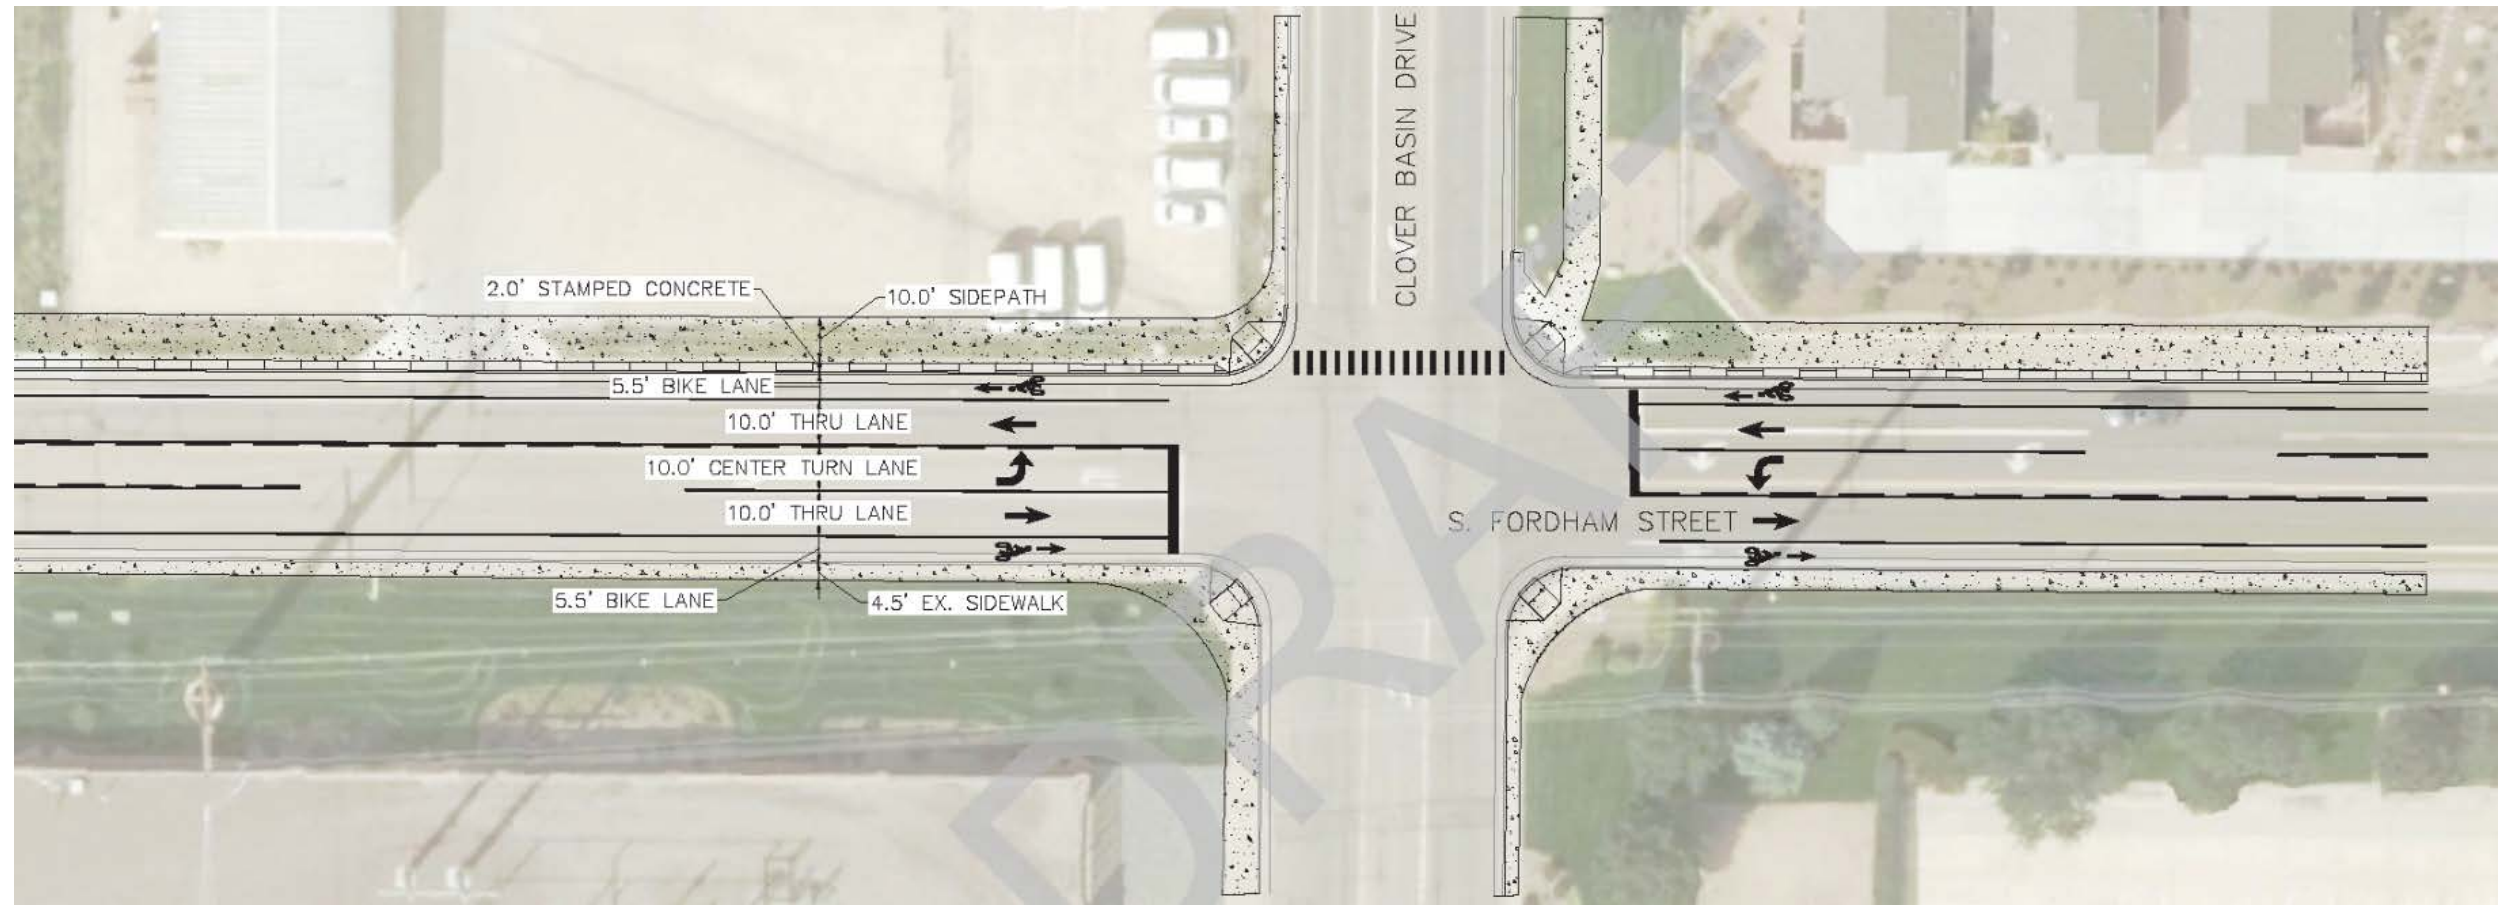 CLOVER BASIN DRIVE
2.0' STAMPED CONCRETE
10.0' SIDEPATH
5.5' BIKE LANE
10.0' THRU LANE
10.0' CENTER TURN LANE
10.0' THRU LANE
S. FORDHAM STREET
5.5' BIKE LANE
4.5' EX. SIDEWALK
DRAFT